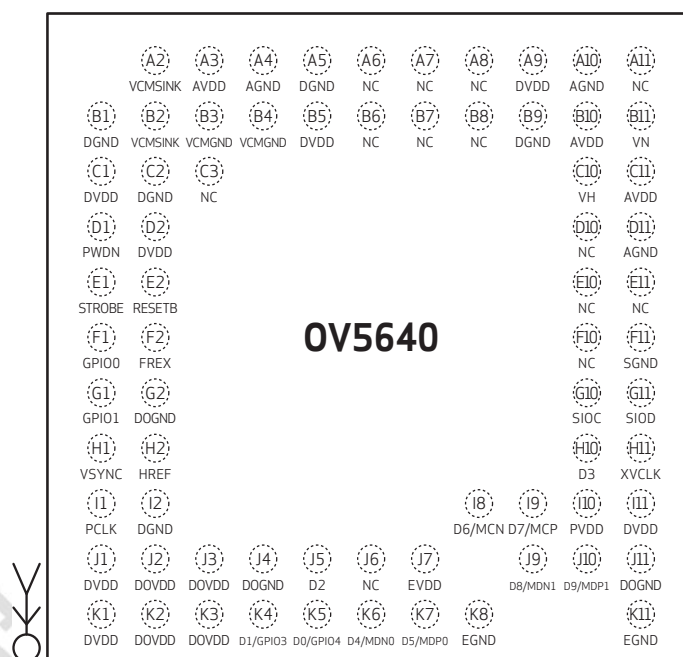 A2 A3 A4 A5 A6 A7 A8 A9 A10 A11
VCMSINK AVDD AGND DGND NC NC NC DVDD AGND NC
B1 B2 B3 B4 B5 B6 B7 B8 B9 B10 B11
DGND VCMSINK VCMGND VCMGND DVDD NC NC NC DGND AVDD VN
C1 C2 C3 C10 C11
DVDD DGND NC VH AVDD
D1 D2 D10 D11
PWDN DVDD NC AGND
E1 E2 E10 E11
STROBE RESETB NC NC
OV5640
F1 F2 F10 F11
GPIO0 FREX NC SGND
G1 G2 G10 G11
GPIO1 DOGND SIOC SIOD
H1 H2 H10 H11
VSYNC HREF D3 XVCLK
I1 I2 I8 I9 I10 I11
PCLK DGND D6/MCN D7/MCP PVDD DVDD
J1 J2 J3 J4 J5 J6 J7 J9 J10 J11
DVDD DOVDD DOVDD DOGND D2 NC EVDD D8/MDN1 D9/MDP1 DOGND
K1 K2 K3 K4 K5 K6 K7 K8 K11
DVDD DOVDD DOVDD D1/GPIO3 D0/GPIO4 D4/MDN0 D5/MDP0 EGND EGND